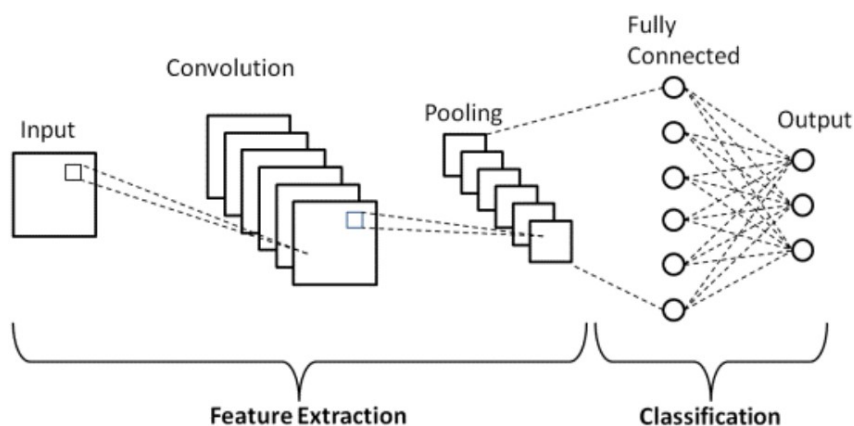 Input
Convolution
Pooling
Fully
Connected
Output
Feature Extraction
Classification